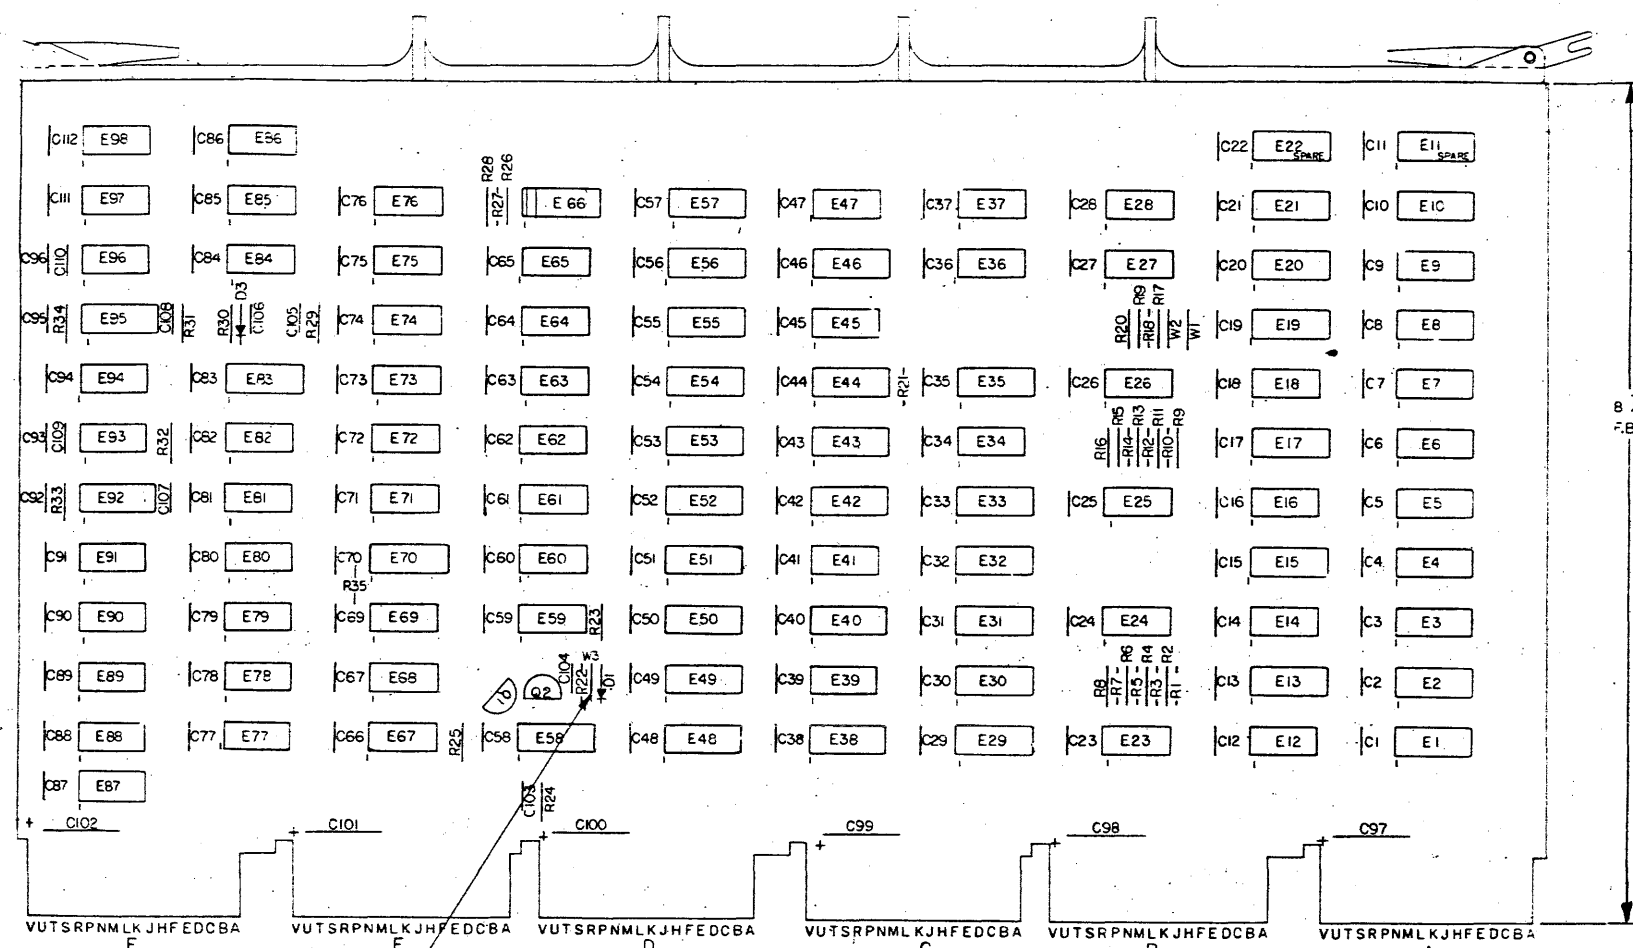 C112 E98 C86 E86 C22 E22 SPARE C11 E11 SPARE
R28 R26
C111 E97 C85 E85 C76 E76 -R27- E66 C57 E57 C47 E47 C37 E37 C28 E28 C21 E21 C10 E10
C96 C110 E96 C84 E84 C75 E75 C65 E65 C56 E56 C46 E46 C36 E36 C27 E27 C20 E20 C9 E9
D3 R19 R17
C95 R34 E95 C108 R31 R30 C106 C105 R29 C74 E74 C64 E64 C55 E55 C45 E45 R20 -R18- W2 W1 C19 E19 C8 E8
C94 E94 C83 E83 C73 E73 C63 E63 C54 E54 C44 E44 -R21- C35 E35 C26 E26 C18 E18 C7 E7
R15 R13 R11 R9
C93 C109 E93 R32 C82 E82 C72 E72 C62 E62 C53 E53 C43 E43 C34 E34 R16 -R14- -R12- -R10- C17 E17 C6 E6
C92 R33 E92 C107 C81 E81 C71 E71 C61 E61 C52 E52 C42 E42 C33 E33 C25 E25 C16 E16 C5 E5
C91 E91 C80 E80 C70 E70 C60 E60 C51 E51 C41 E41 C32 E32 C15 E15 C4 E4
R35
C90 E90 C79 E79 C69 E69 C59 E59 R23 C50 E50 C40 E40 C31 E31 C24 E24 C14 E14 C3 E3
W3 R6 R4 R2
C89 E89 C78 E78 C67 E68 Q1 Q2 C104 R22 D1 C49 E49 C39 E39 C30 E30 R8 -R7- -R5- -R3- -R1- C13 E13 C2 E2
C88 E88 C77 E77 C66 E67 R25 C58 E58 C48 E48 C38 E38 C29 E29 C23 E23 C12 E12 C1 E1
C87 E87 C103 R24
+ C102 + C101 + C100 + C99 + C98 + C97
VUTSRPNMLKJHFEDCBA VUTSRPNMLKJHFEDCBA VUTSRPNMLKJHFEDCBA VUTSRPNMLKJHFEDCBA VUTSRPNMLKJHFEDCBA VUTSRPNMLKJHFEDCBA